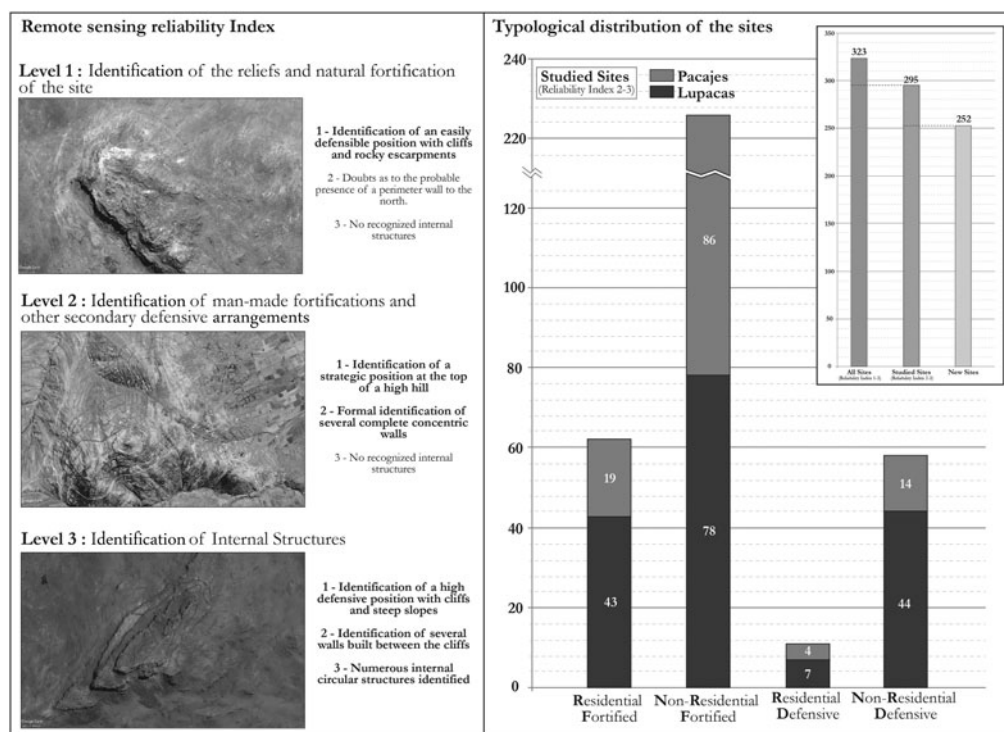 Remote sensing reliability Index
Level 1 : Identification of the reliefs and natural fortification
of the site
1 - Identification of an easily
defensible position with cliffs
and rocky escarpments
2 - Doubts as to the probable
presence of a perimeter wall to the
north.
3 - No recognized internal
structures
Level 2 : Identification of man-made fortifications and
other secondary defensive arrangements
1 - Identification of a
strategic position at the top
of a high hill
2 - Formal identification of
several complete concentric
walls
3 - No recognized internal
structures
Level 3 : Identification of Internal Structures
1 - Identification of a high
defensive position with cliffs
and steep slopes
2 - Identification of several
walls built between the cliffs
3 - Numerous internal
circular structures identified
Typological distribution of the sites
240
220
120
100
80
60
40
20
0
Studied Sites
(Reliability Index 2-3)
Pacajes
Lupacas
19
43
86
78
4
7
14
44
Residential
Fortified
Non-Residential
Fortified
Residential
Defensive
Non-Residential
Defensive
350
300
250
200
150
100
50
0
323
295
252
All Sites
Studied Sites
New Sites